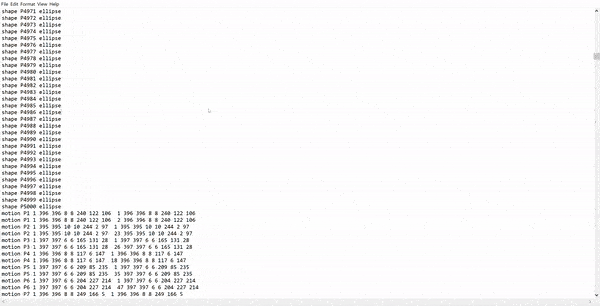 File Edit Format View Help
shape P4971 ellipse
shape P4972 ellipse
shape P4973 ellipse
shape P4974 ellipse
shape P4975 ellipse
shape P4976 ellipse
shape P4977 ellipse
shape P4978 ellipse
shape P4979 ellipse
shape P4980 ellipse
shape P4981 ellipse
shape P4982 ellipse
shape P4983 ellipse
shape P4984 ellipse
shape P4985 ellipse
shape P4986 ellipse
shape P4987 ellipse
shape P4988 ellipse
shape P4989 ellipse
shape P4990 ellipse
shape P4991 ellipse
shape P4992 ellipse
shape P4993 ellipse
shape P4994 ellipse
shape P4995 ellipse
shape P4996 ellipse
shape P4997 ellipse
shape P4998 ellipse
shape P4999 ellipse
shape P5000 ellipse
motion P1 1 396 396 8 8 240 122 106  1 396 396 8 8 240 122 106
motion P1 1 396 396 8 8 240 122 106  2 396 396 8 8 240 122 106
motion P2 1 395 395 10 10 244 2 97  1 395 395 10 10 244 2 97
motion P2 1 395 395 10 10 244 2 97  23 395 395 10 10 244 2 97
motion P3 1 397 397 6 6 165 131 28  1 397 397 6 6 165 131 28
motion P3 1 397 397 6 6 165 131 28  26 397 397 6 6 165 131 28
motion P4 1 396 396 8 8 117 6 147  1 396 396 8 8 117 6 147
motion P4 1 396 396 8 8 117 6 147  18 396 396 8 8 117 6 147
motion P5 1 397 397 6 6 209 85 235  1 397 397 6 6 209 85 235
motion P5 1 397 397 6 6 209 85 235  35 397 397 6 6 209 85 235
motion P6 1 397 397 6 6 204 227 214  1 397 397 6 6 204 227 214
motion P6 1 397 397 6 6 204 227 214  47 397 397 6 6 204 227 214
motion P7 1 396 396 8 8 249 166 5  1 396 396 8 8 249 166 5